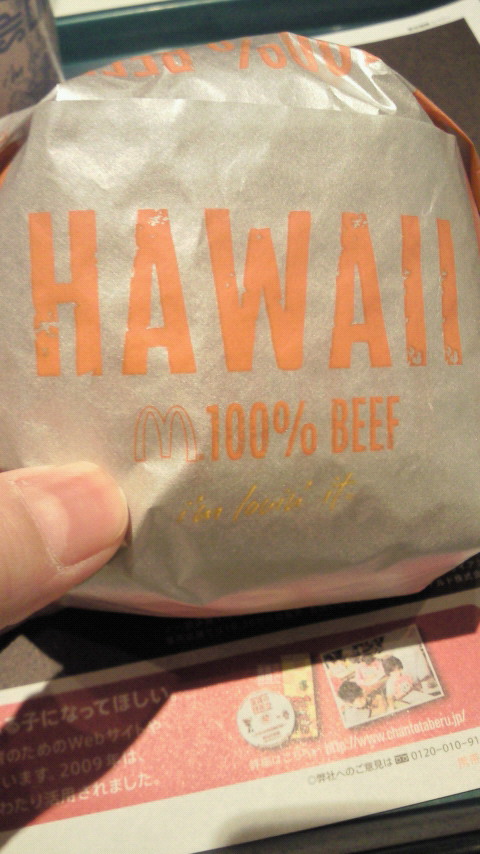 100% BEEF
HAWAII
100% BEEF
i'm lovin' it
子になってほしい
のためのWebサイト
います。2009年は、
わたり活用されました。
http://www.chantotaberu.jp/
◎弊社へのご意見は 0120-010-91